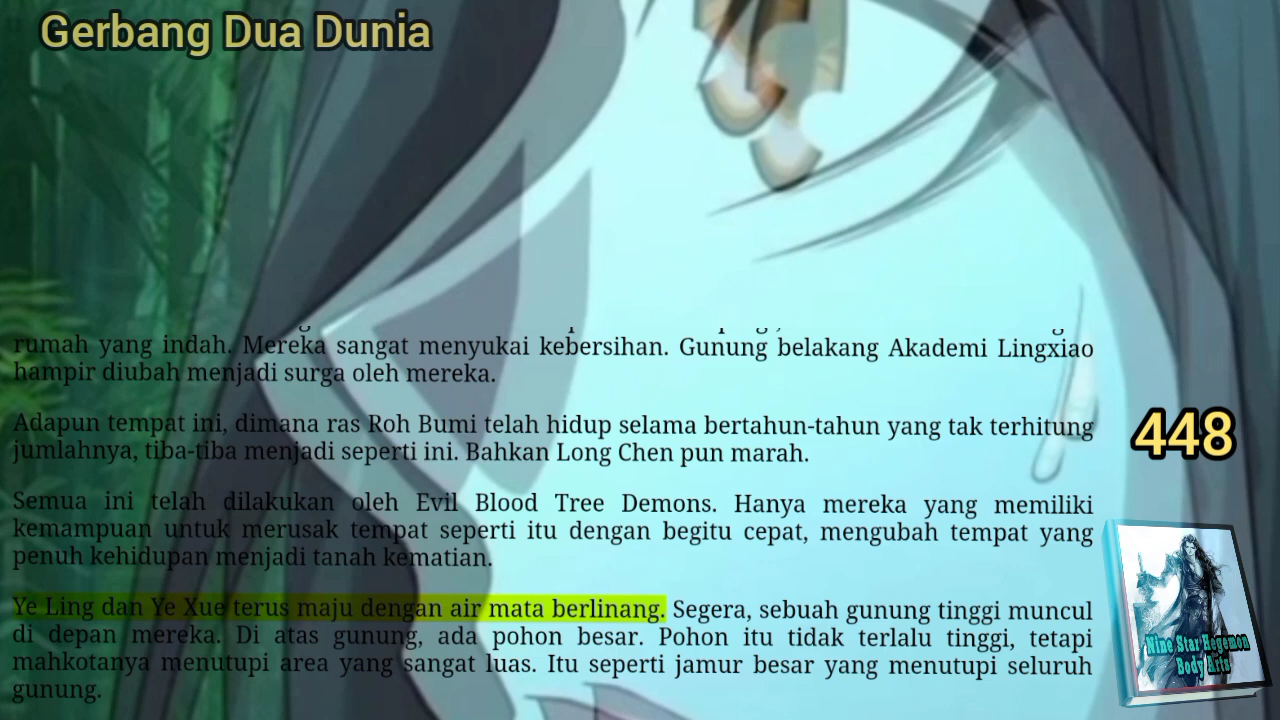 Gerbang Dua Dunia
rumah yang indah. Mereka sangat menyukai kebersihan. Gunung belakang Akademi Lingxiao
hampir diubah menjadi surga oleh mereka.
Adapun tempat ini, dimana ras Roh Bumi telah hidup selama bertahun-tahun yang tak terhitung
jumlahnya, tiba-tiba menjadi seperti ini. Bahkan Long Chen pun marah.
448
Semua ini telah dilakukan oleh Evil Blood Tree Demons. Hanya mereka yang memiliki
kemampuan untuk merusak tempat seperti itu dengan begitu cepat, mengubah tempat yang
penuh kehidupan menjadi tanah kematian.
Ye Ling dan Ye Xue terus maju dengan air mata berlinang. Segera, sebuah gunung tinggi muncul
di depan mereka. Di atas gunung, ada pohon besar. Pohon itu tidak terlalu tinggi, tetapi
mahkotanya menutupi area yang sangat luas. Itu seperti jamur besar yang menutupi seluruh
gunung.
Nine Star Hegemon
Body Arts